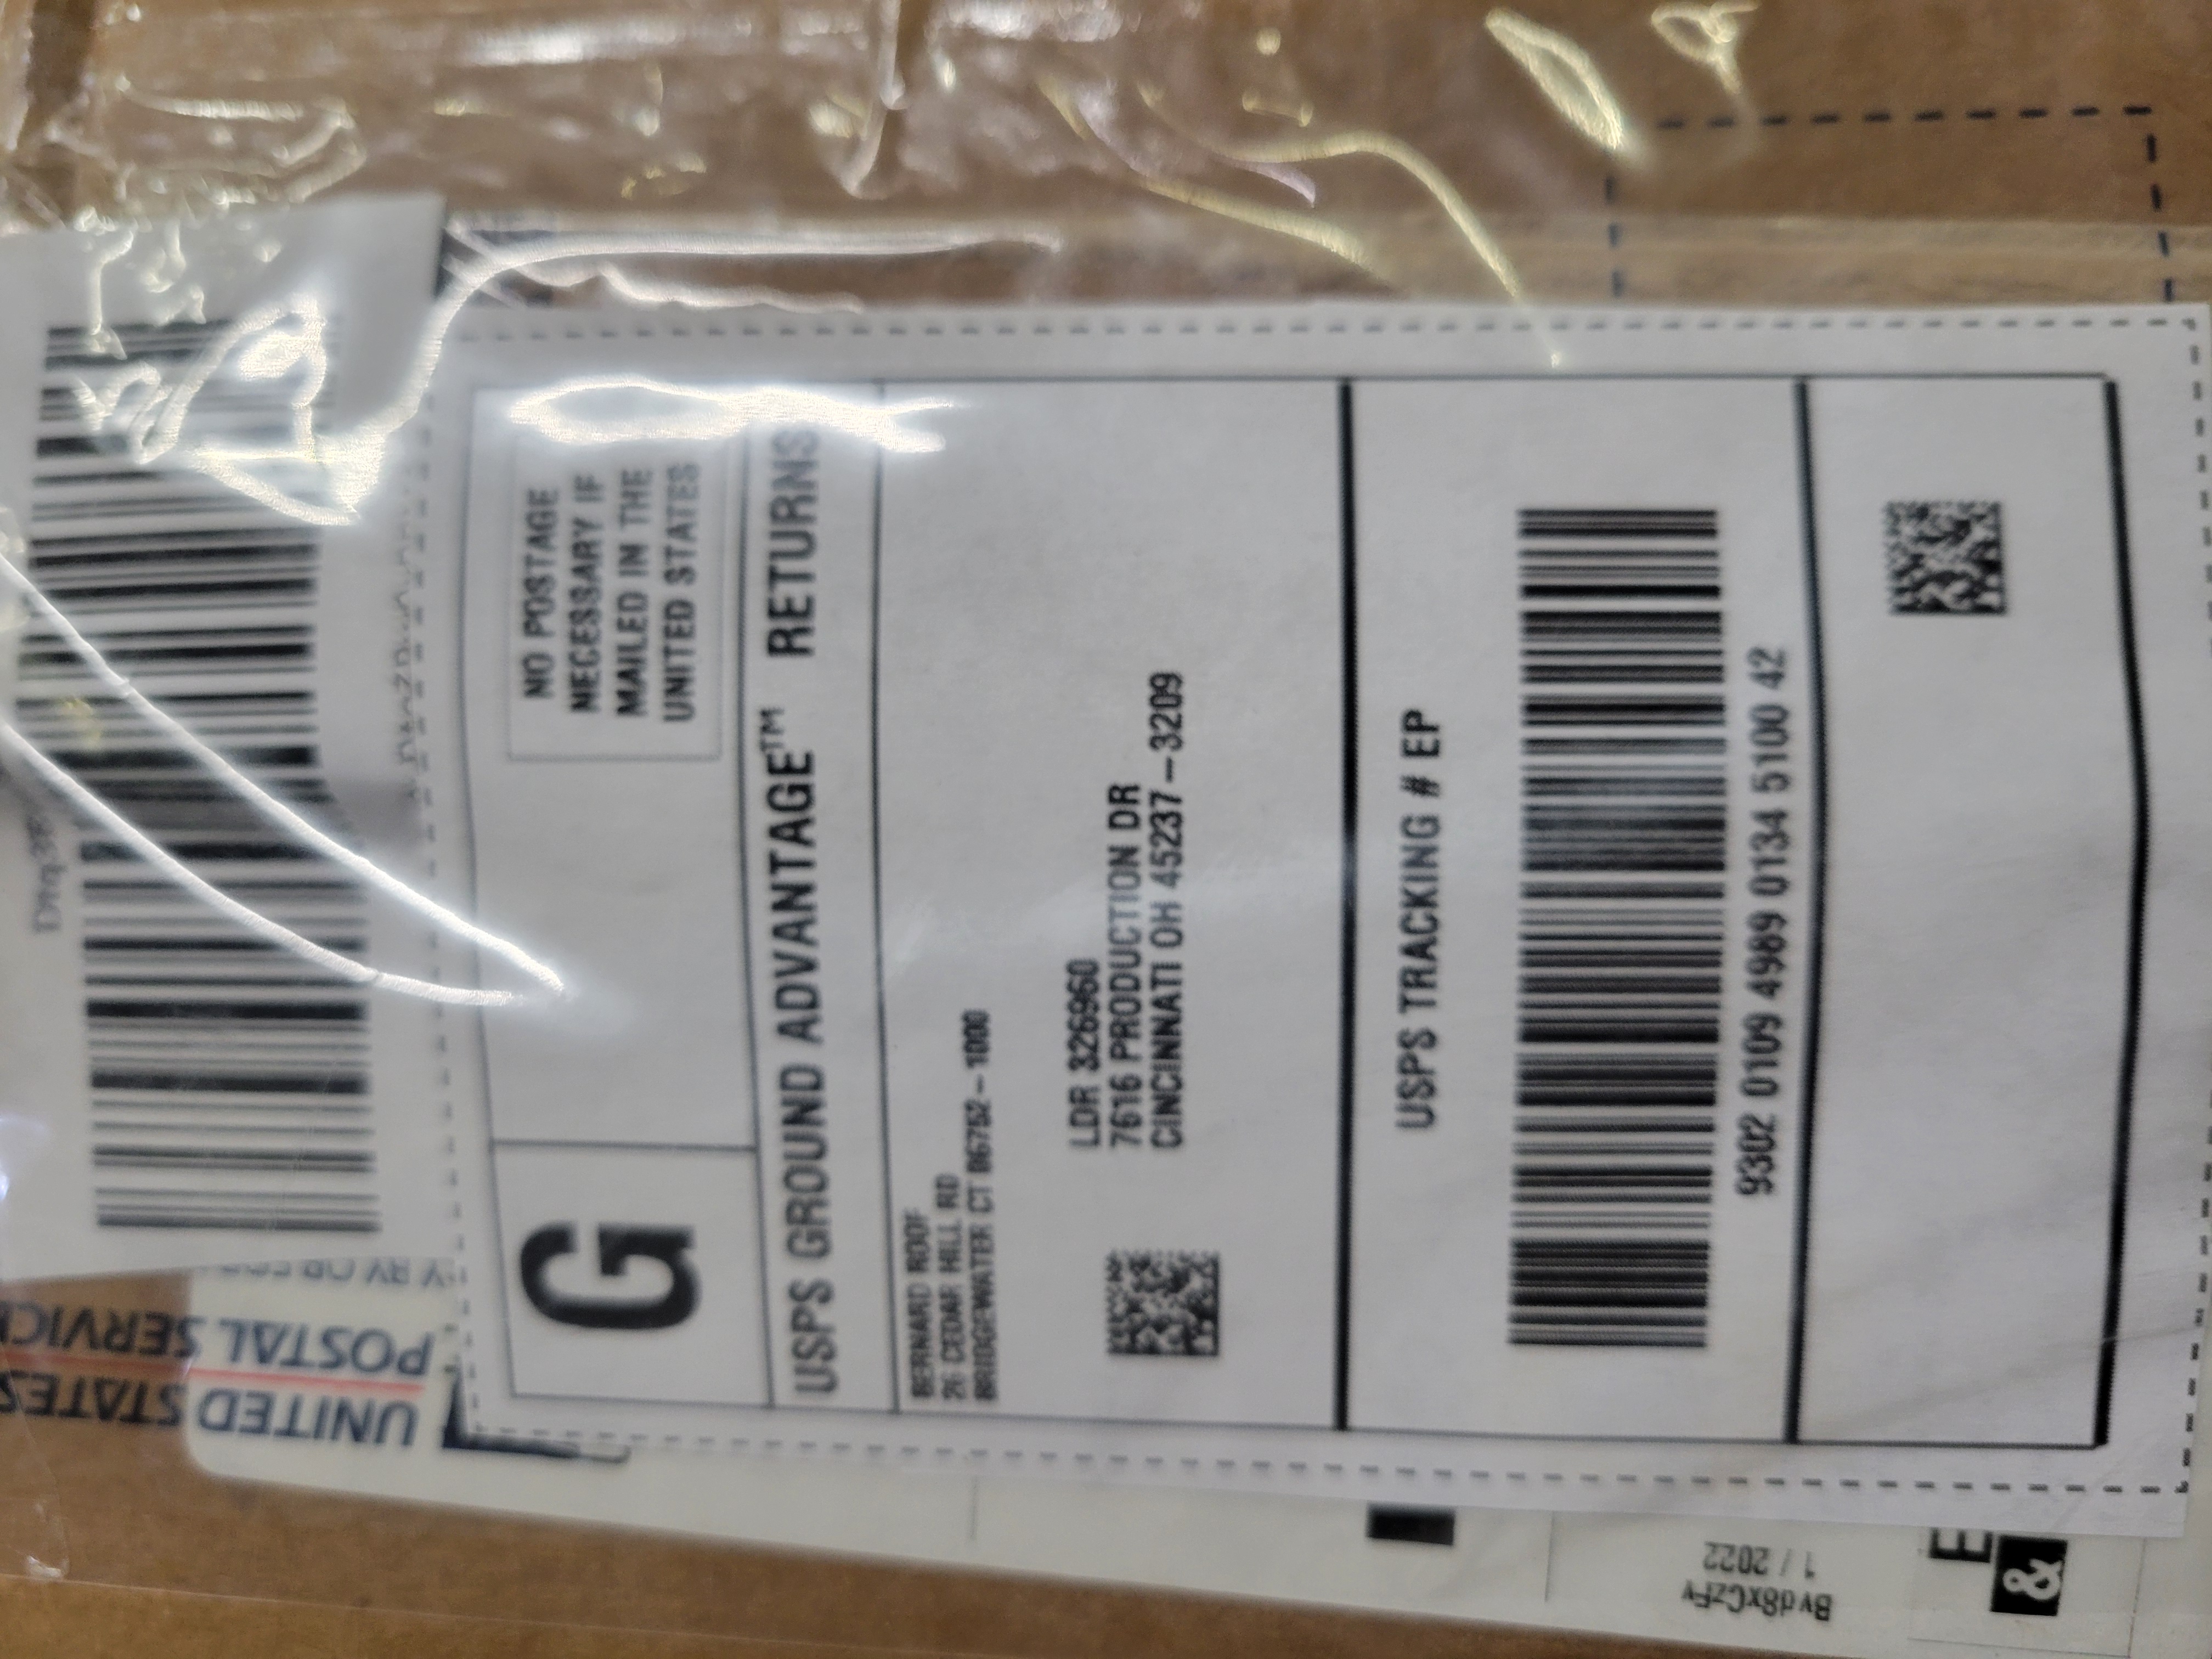 G
NO POSTAGE
NECESSARY IF
MAILED IN THE
UNITED STATES
USPS GROUND ADVANTAGE™ RETURNS
BERNARD ROOF
26 CEDAR HILL RD
BRIDGEWATER CT 06752-1000
LDR 326960
7616 PRODUCTION DR
CINCINNATI OH 45237-3209
USPS TRACKING # EP
9302 0109 4989 0134 5100 42
UNITED STATES
POSTAL SERVIC
Bvd8xCzFv
1 / 2022
E
&